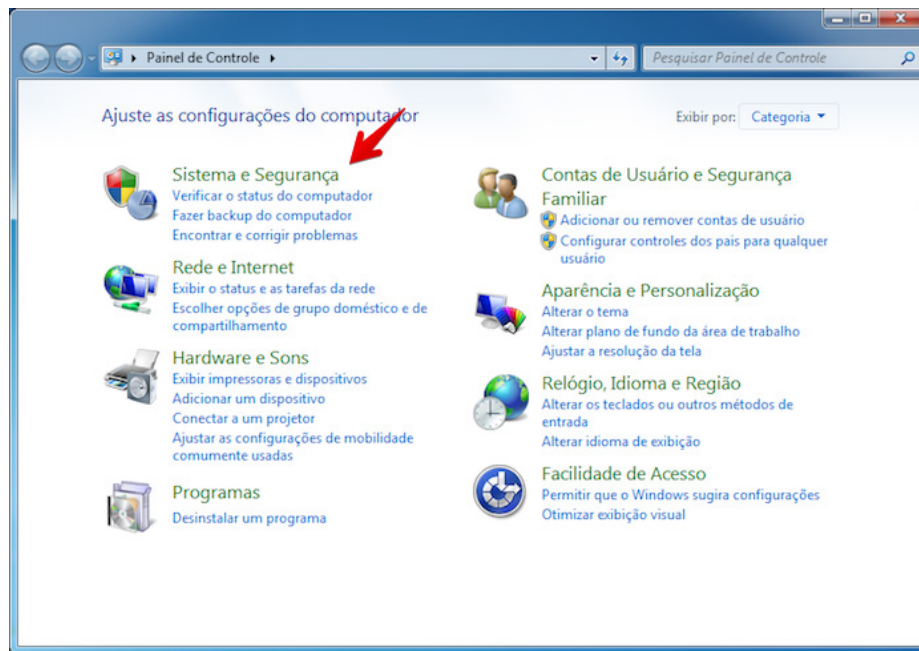 Painel de Controle
Pesquisar Painel de Controle
Ajuste as configurações do computador
Exibir por: Categoria
Sistema e Segurança
Verificar o status do computador
Fazer backup do computador
Encontrar e corrigir problemas
Rede e Internet
Exibir o status e as tarefas da rede
Escolher opções de grupo doméstico e de
compartilhamento
Hardware e Sons
Exibir impressoras e dispositivos
Adicionar um dispositivo
Conectar a um projetor
Ajustar as configurações de mobilidade
comumente usadas
Programas
Desinstalar um programa
Contas de Usuário e Segurança
Familiar
Adicionar ou remover contas de usuário
Configurar controles dos pais para qualquer
usuário
Aparência e Personalização
Alterar o tema
Alterar plano de fundo da área de trabalho
Ajustar a resolução da tela
Relógio, Idioma e Região
Alterar os teclados ou outros métodos de
entrada
Alterar idioma de exibição
Facilidade de Acesso
Permitir que o Windows sugira configurações
Otimizar exibição visual